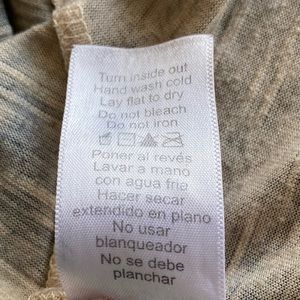 Turn inside out
Hand wash cold
Lay flat to dry
Do not bleach
Do not iron
Poner al revés
Lavar a mano
con agua fria
Hacer secar
extendido en plano
No usar
blanqueador
No se debe
planchar